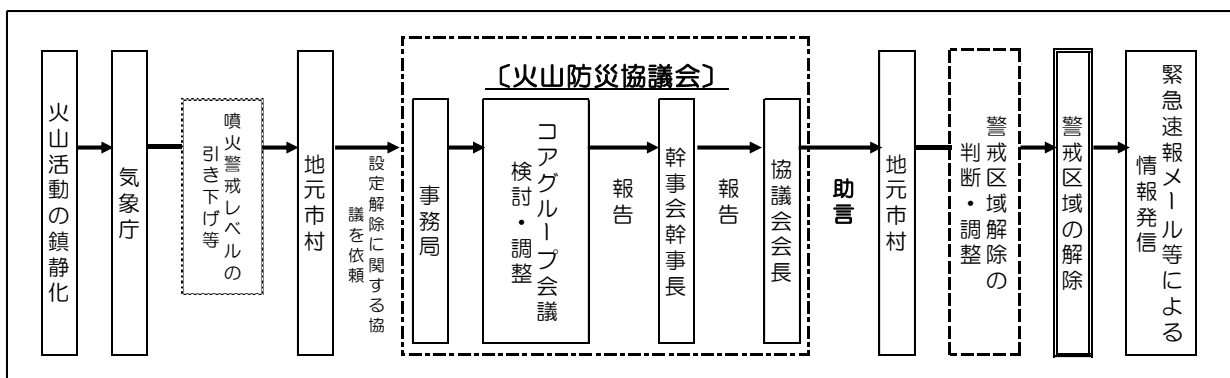 火山活動の鎮静化
気象庁
噴火警戒レベルの
引き下げ等
地元市村
設定解除に関する協
議を依頼
〔火山防災協議会〕
事務局
コアグループ会議
検討・調整
報告
幹事会幹事長
報告
協議会会長
助言
地元市村
警戒区域解除の
判断・調整
警戒区域の解除
緊急速報メール等による
情報発信